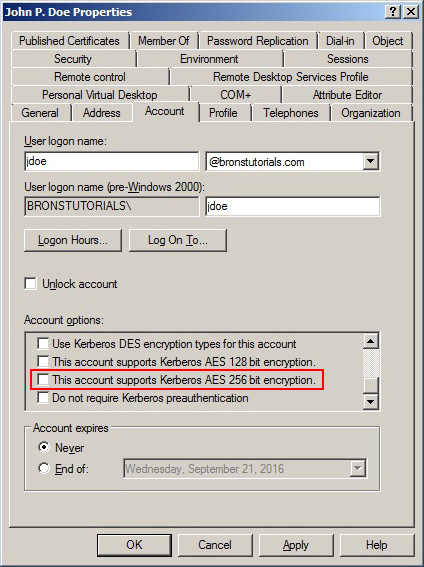 John P. Doe Properties
Published Certificates Member Of Password Replication Dial-in Object
Security Environment Sessions
Remote control Remote Desktop Services Profile
Personal Virtual Desktop COM+ Attribute Editor
General Address Account Profile Telephones Organization
User logon name:
jdoe @bronstutorials.com
User logon name (pre-Windows 2000):
BRONSTUTORIALS\ jdoe
Logon Hours... Log On To...
Unlock account
Account options:
Use Kerberos DES encryption types for this account
This account supports Kerberos AES 128 bit encryption.
This account supports Kerberos AES 256 bit encryption.
Do not require Kerberos preauthentication
Account expires
Never
End of: Wednesday, September 21, 2016
OK Cancel Apply Help